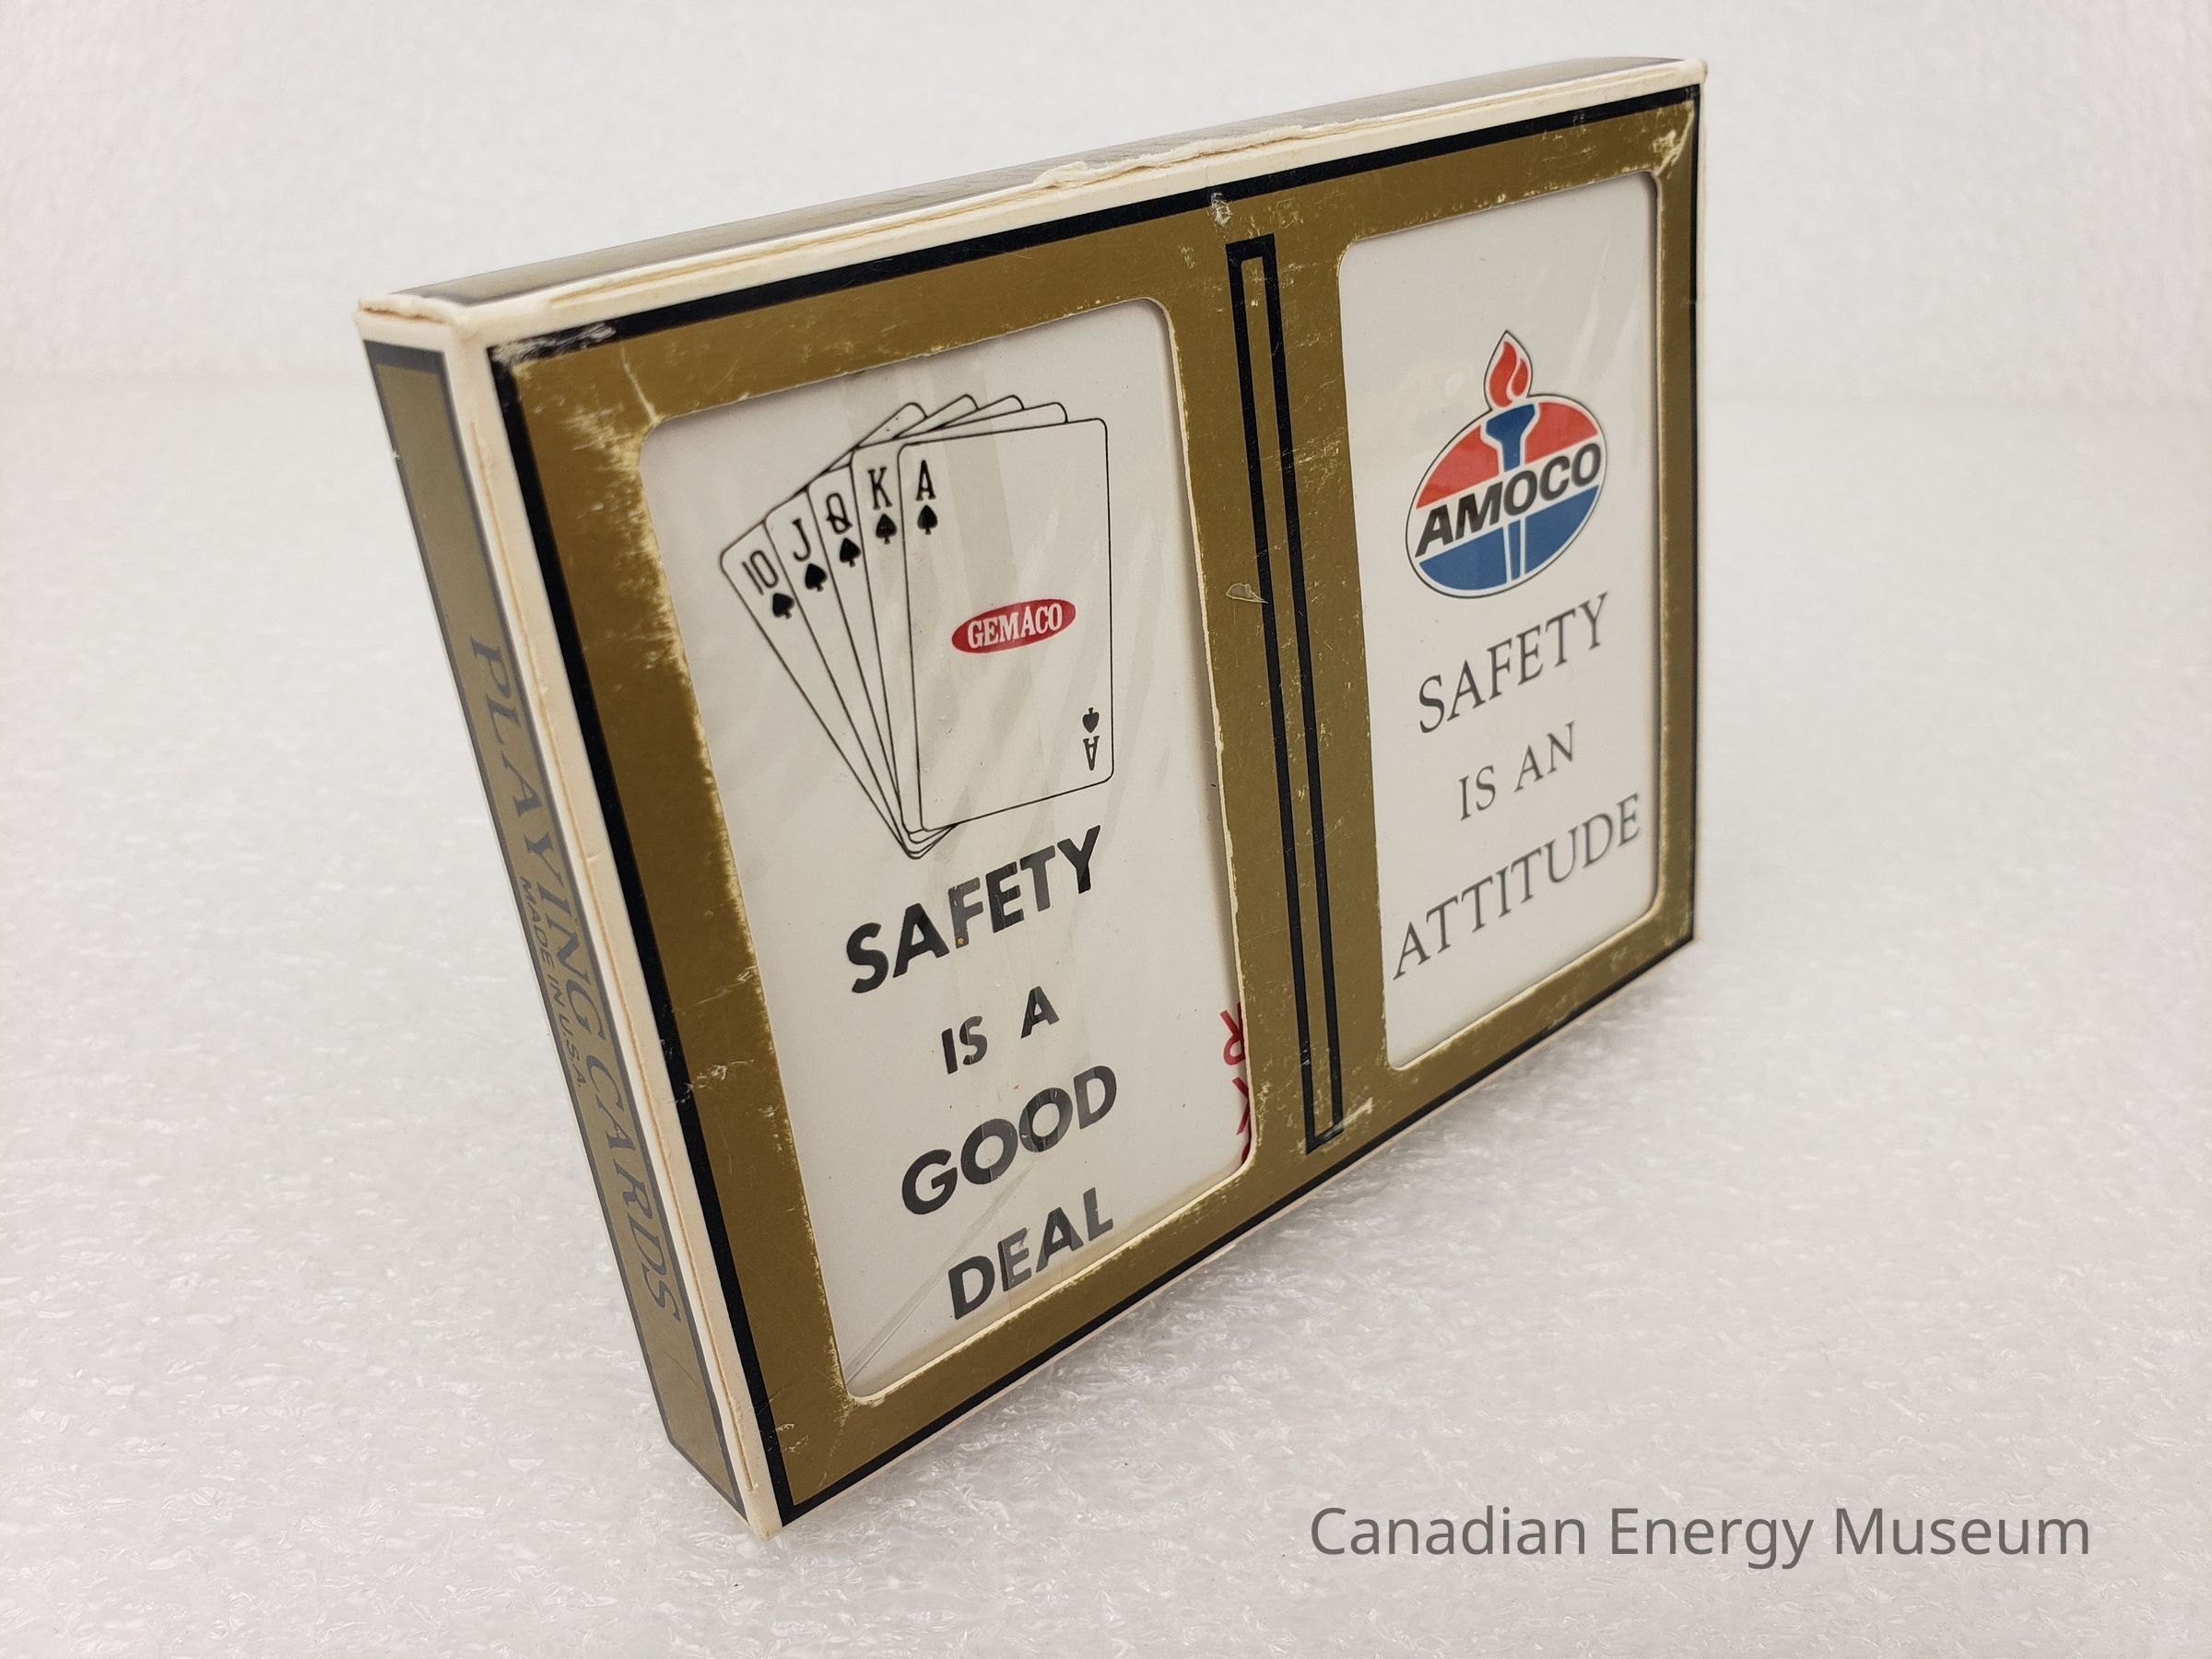 10
J
Q
K
A
GEMACO
A
SAFETY
IS A
GOOD
DEAL
AMOCO
SAFETY
IS AN
ATTITUDE
PLAYING CARDS
MADE IN U.S.A.
Canadian Energy Museum